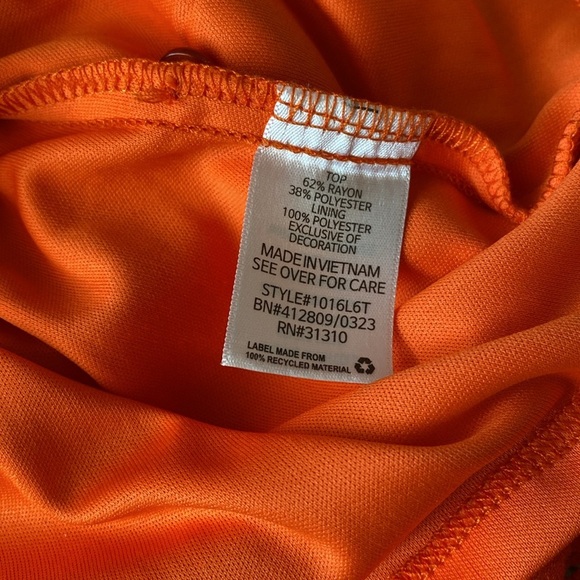 TOP
62% RAYON
38% POLYESTER
LINING
100% POLYESTER
EXCLUSIVE OF
DECORATION
MADE IN VIETNAM
SEE OVER FOR CARE
STYLE#1016L6T
BN#412809/0323
RN#31310
LABEL MADE FROM
100% RECYCLED MATERIAL